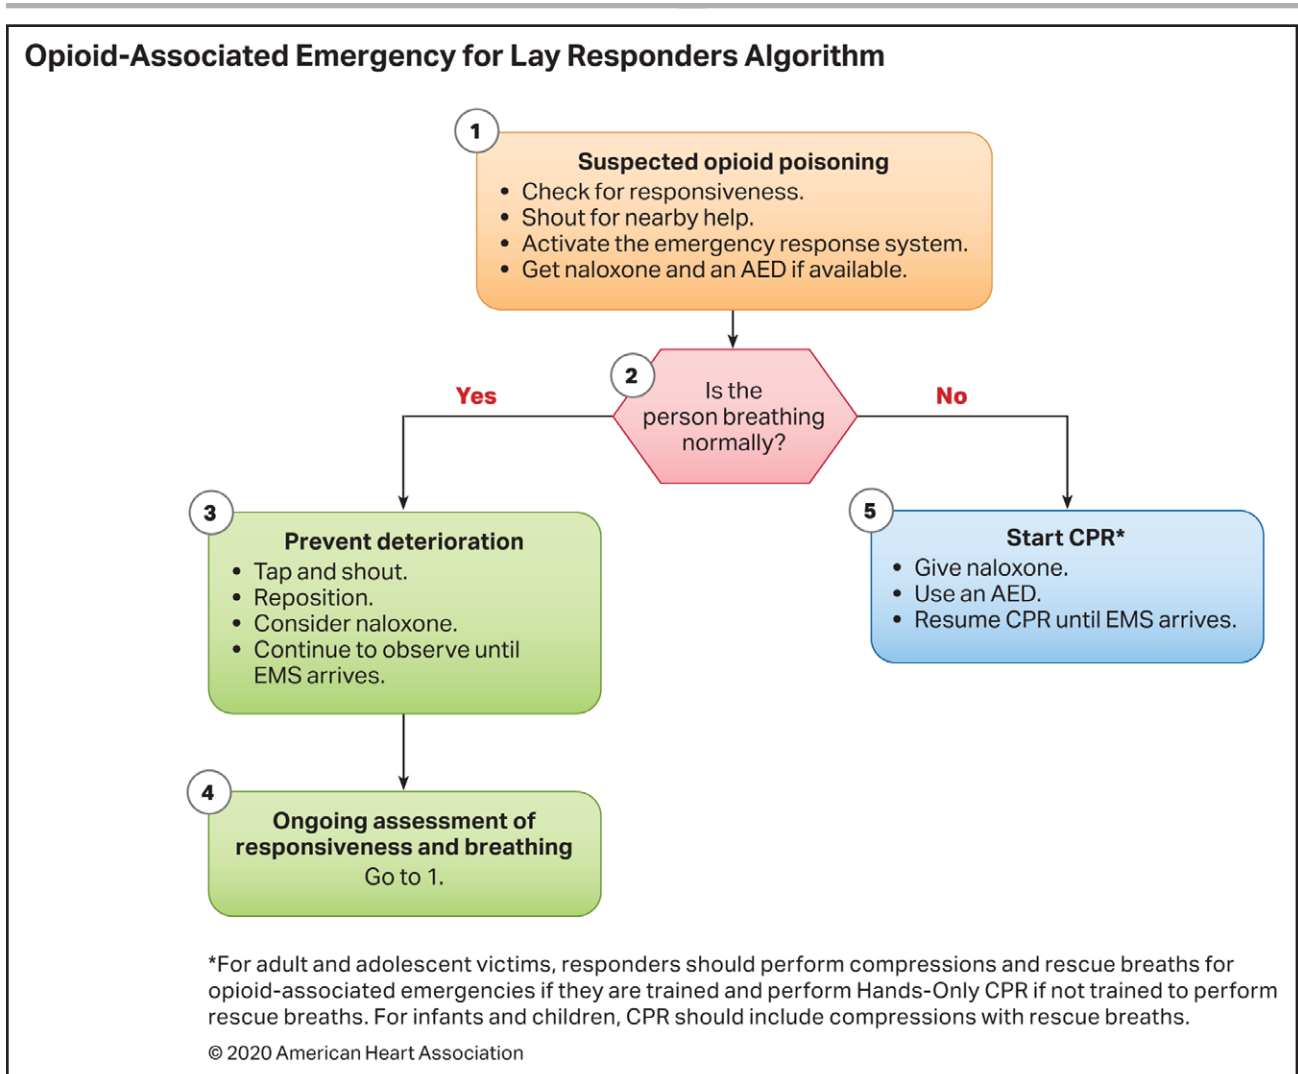 Opioid-Associated Emergency for Lay Responders Algorithm
1
Suspected opioid poisoning
• Check for responsiveness.
• Shout for nearby help.
• Activate the emergency response system.
• Get naloxone and an AED if available.
2
Is the
person breathing
normally?
Yes
No
3
Prevent deterioration
• Tap and shout.
• Reposition.
• Consider naloxone.
• Continue to observe until
EMS arrives.
5
Start CPR*
• Give naloxone.
• Use an AED.
• Resume CPR until EMS arrives.
4
Ongoing assessment of
responsiveness and breathing
Go to 1.
*For adult and adolescent victims, responders should perform compressions and rescue breaths for
opioid-associated emergencies if they are trained and perform Hands-Only CPR if not trained to perform
rescue breaths. For infants and children, CPR should include compressions with rescue breaths.
© 2020 American Heart Association